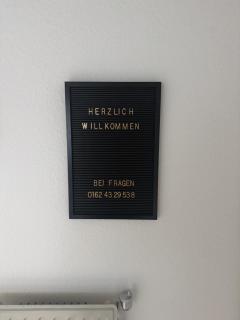 HERZLICH
WILLKOMMEN
BEI FRAGEN
0162 43 29 538